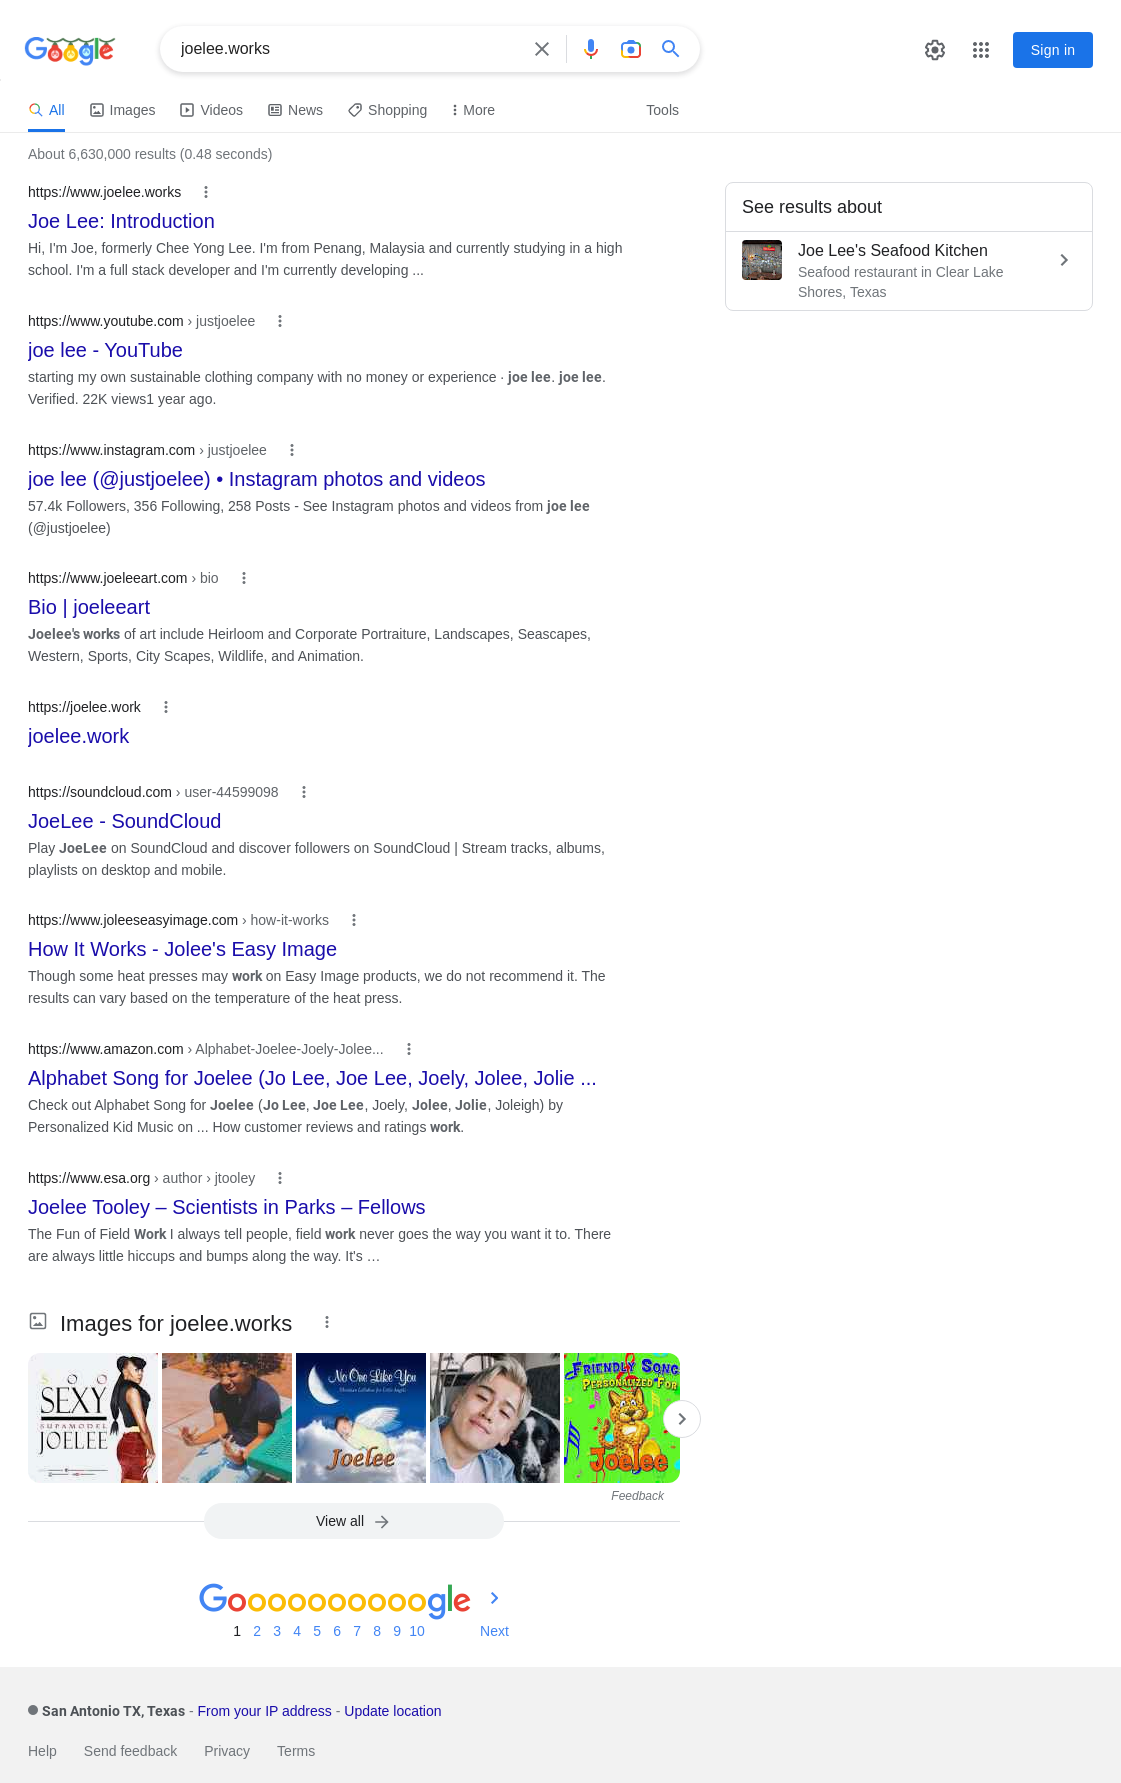 Google
joelee.works
Sign in
All
Images
Videos
News
Shopping
More
Tools
About 6,630,000 results (0.48 seconds)
https://www.joelee.works
Joe Lee: Introduction
Hi, I'm Joe, formerly Chee Yong Lee. I'm from Penang, Malaysia and currently studying in a high
school. I'm a full stack developer and I'm currently developing ...
See results about
Joe Lee's Seafood Kitchen
Seafood restaurant in Clear Lake
Shores, Texas
https://www.youtube.com › justjoelee
joe lee - YouTube
starting my own sustainable clothing company with no money or experience · joe lee. joe lee.
Verified. 22K views1 year ago.
https://www.instagram.com › justjoelee
joe lee (@justjoelee) • Instagram photos and videos
57.4k Followers, 356 Following, 258 Posts - See Instagram photos and videos from joe lee
(@justjoelee)
https://www.joeleeart.com › bio
Bio | joeleeart
Joelee's works of art include Heirloom and Corporate Portraiture, Landscapes, Seascapes,
Western, Sports, City Scapes, Wildlife, and Animation.
https://joelee.work
joelee.work
https://soundcloud.com › user-44599098
JoeLee - SoundCloud
Play JoeLee on SoundCloud and discover followers on SoundCloud | Stream tracks, albums,
playlists on desktop and mobile.
https://www.joleeseasyimage.com › how-it-works
How It Works - Jolee's Easy Image
Though some heat presses may work on Easy Image products, we do not recommend it. The
results can vary based on the temperature of the heat press.
https://www.amazon.com › Alphabet-Joelee-Joely-Jolee...
Alphabet Song for Joelee (Jo Lee, Joe Lee, Joely, Jolee, Jolie ...
Check out Alphabet Song for Joelee (Jo Lee, Joe Lee, Joely, Jolee, Jolie, Joleigh) by
Personalized Kid Music on ... How customer reviews and ratings work.
https://www.esa.org › author › jtooley
Joelee Tooley – Scientists in Parks – Fellows
The Fun of Field Work I always tell people, field work never goes the way you want it to. There
are always little hiccups and bumps along the way. It's …
Images for joelee.works
SOO
SEXY
SUPAMODEL
JOELEE
No One Like You
Christian Lullabies for Little Angels
Joelee
FRIENDLY SONG
PERSONALIZED FOR
Joelee
Feedback
View all
Goooooooooogle
1 2 3 4 5 6 7 8 9 10 Next
San Antonio TX, Texas - From your IP address - Update location
Help
Send feedback
Privacy
Terms